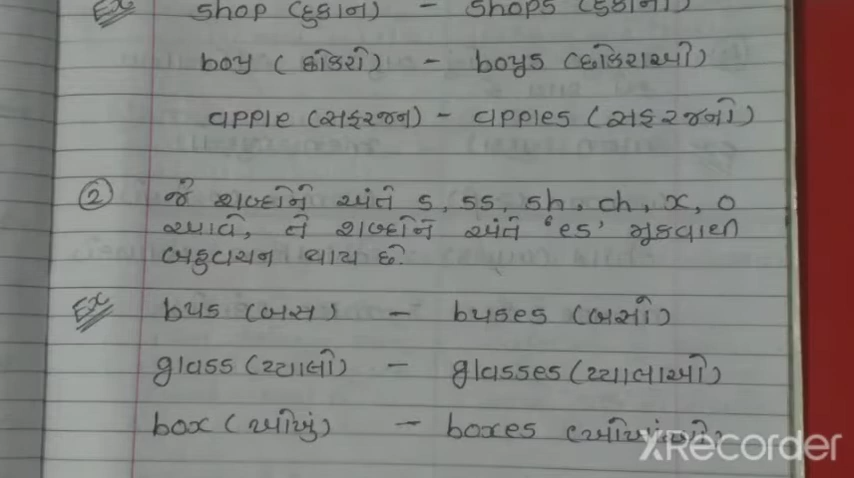 Ex shop (દુકાન) - shops (દુકાનો)
boy (છોકરો) - boys (છોકરાઓ)
apple (સફરજન) - apples (સફરજનો)
② જે શબ્દોને અંતે s, ss, sh, ch, x, o
આવે, તે શબ્દોને અંતે 'es' મૂકવાથી
બહુવચન થાય છે.
Ex bus (બસ) - buses (બસો)
glass (પ્યાલો) - glasses (પ્યાલાઓ)
box (ખોખું) - boxes
XRecorder